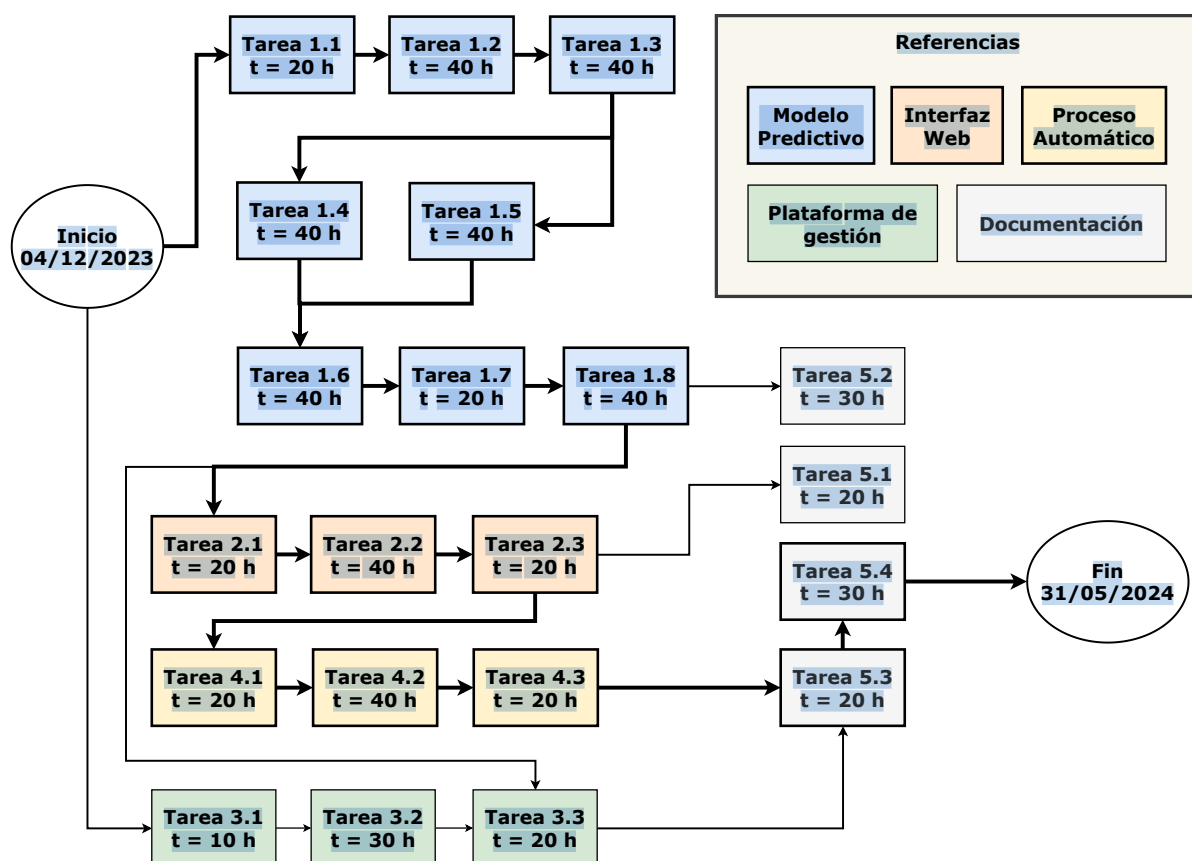 Tarea 1.1
t = 20 h
Tarea 1.2
t = 40 h
Tarea 1.3
t = 40 h
Referencias
Modelo
Predictivo
Interfaz
Web
Proceso
Automático
Plataforma de
gestión
Documentación
Inicio
04/12/2023
Tarea 1.4
t = 40 h
Tarea 1.5
t = 40 h
Tarea 1.6
t = 40 h
Tarea 1.7
t = 20 h
Tarea 1.8
t = 40 h
Tarea 5.2
t = 30 h
Tarea 5.1
t = 20 h
Tarea 2.1
t = 20 h
Tarea 2.2
t = 40 h
Tarea 2.3
t = 20 h
Tarea 5.4
t = 30 h
Fin
31/05/2024
Tarea 4.1
t = 20 h
Tarea 4.2
t = 40 h
Tarea 4.3
t = 20 h
Tarea 5.3
t = 20 h
Tarea 3.1
t = 10 h
Tarea 3.2
t = 30 h
Tarea 3.3
t = 20 h